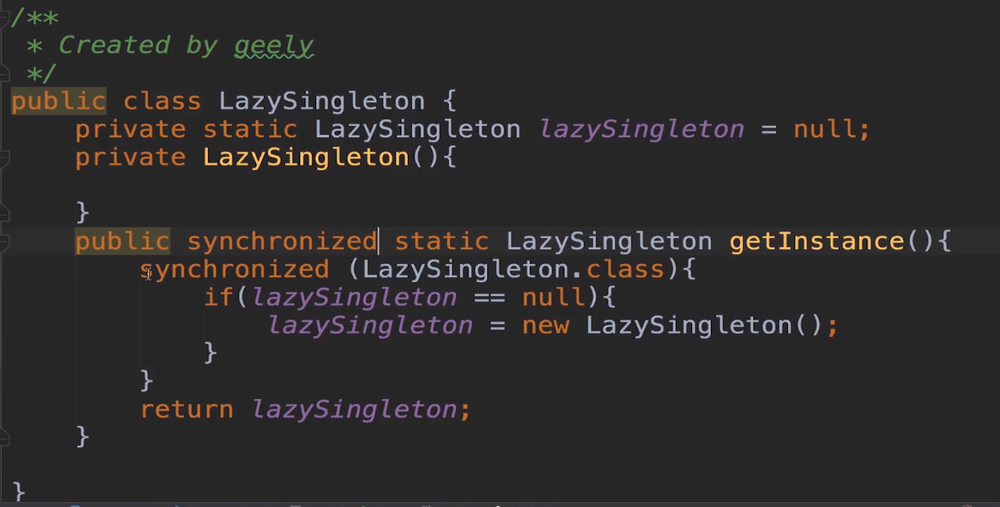 /**
 * Created by geely
 */
public class LazySingleton {
    private static LazySingleton lazySingleton = null;
    private LazySingleton(){

    }
    public synchronized static LazySingleton getInstance(){
        synchronized (LazySingleton.class){
            if(lazySingleton == null){
                lazySingleton = new LazySingleton();
            }
        }
        return lazySingleton;
    }

}